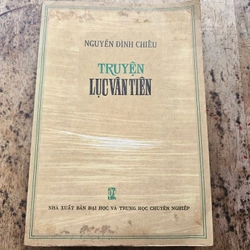 NGUYỄN ĐÌNH CHIỂU
TRUYỆN
LỤC VÂN TIÊN
NHÀ XUẤT BẢN ĐẠI HỌC VÀ TRUNG HỌC CHUYÊN NGHIỆP